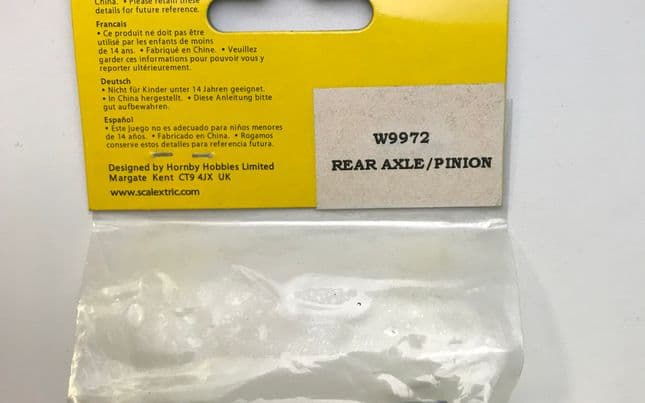 China. • Please retain these
details for future reference.
Francais
• Ce produit ne doit pas être
utilisé par les enfants de moins
de 14 ans. • Fabriqué en Chine. • Veuillez
garder ces informations pour pouvoir vous y
reporter ultérieurement.
Deutsch
• Nicht für Kinder unter 14 Jahren geeignet.
• In China hergestellt. • Diese Anleitung bitte
gut aufbewahren.
Español
• Este juego no es adecuado para niños menores
de 14 años. • Fabricado en China. • Rogamos
conserve estos detalles para referencia futura.
Designed by Hornby Hobbies Limited
Margate Kent CT9 4JX UK
www.scalextric.com
W9972
REAR AXLE/PINION